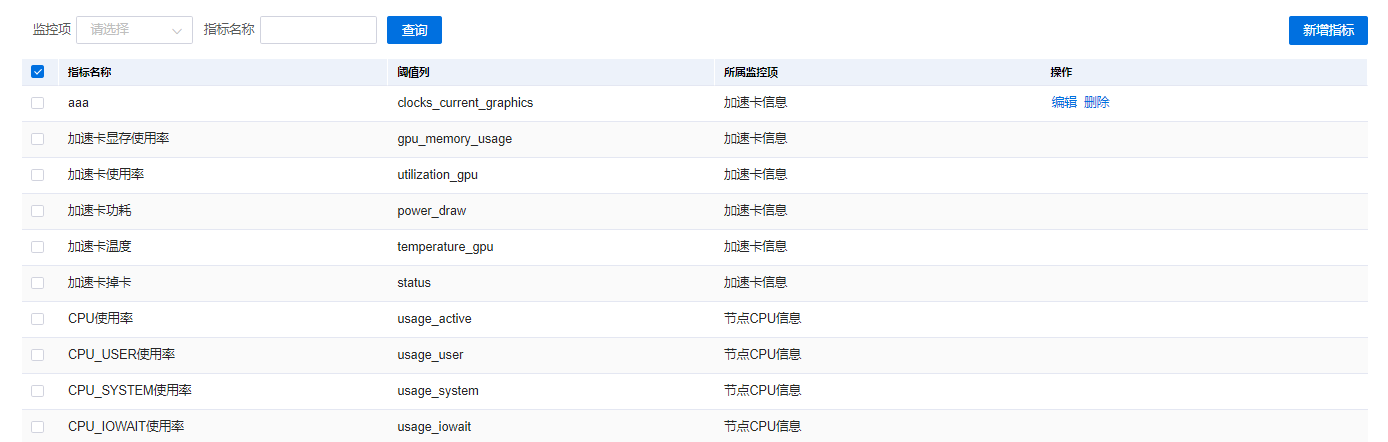 监控项 请选择 指标名称 查询 新增指标
指标名称 阈值列 所属监控项 操作
aaa clocks_current_graphics 加速卡信息 编辑 删除
加速卡显存使用率 gpu_memory_usage 加速卡信息
加速卡使用率 utilization_gpu 加速卡信息
加速卡功耗 power_draw 加速卡信息
加速卡温度 temperature_gpu 加速卡信息
加速卡掉卡 status 加速卡信息
CPU使用率 usage_active 节点CPU信息
CPU_USER使用率 usage_user 节点CPU信息
CPU_SYSTEM使用率 usage_system 节点CPU信息
CPU_IOWAIT使用率 usage_iowait 节点CPU信息